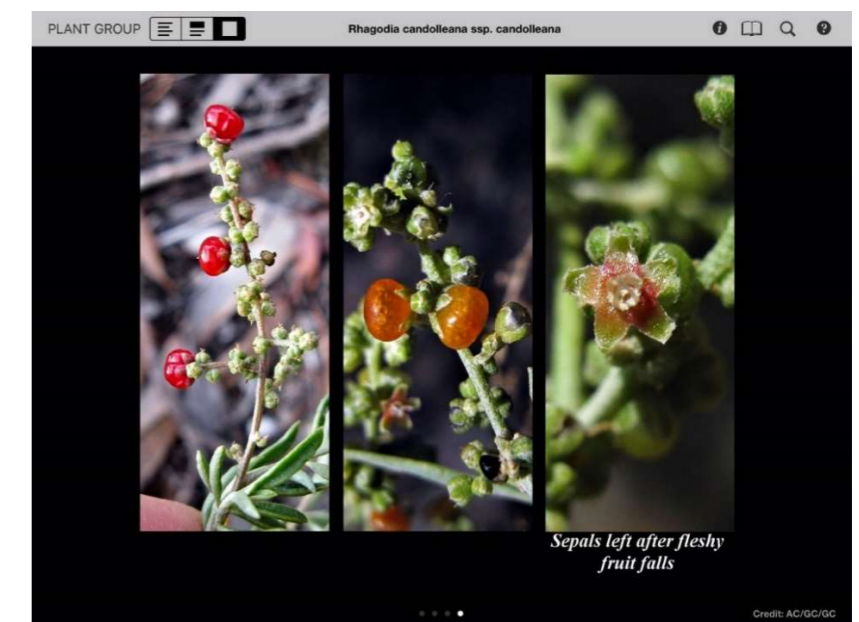 PLANT GROUP
Rhagodia candolleana ssp. candolleana
Sepals left after fleshy
fruit falls
Credit: AC/GC/GC